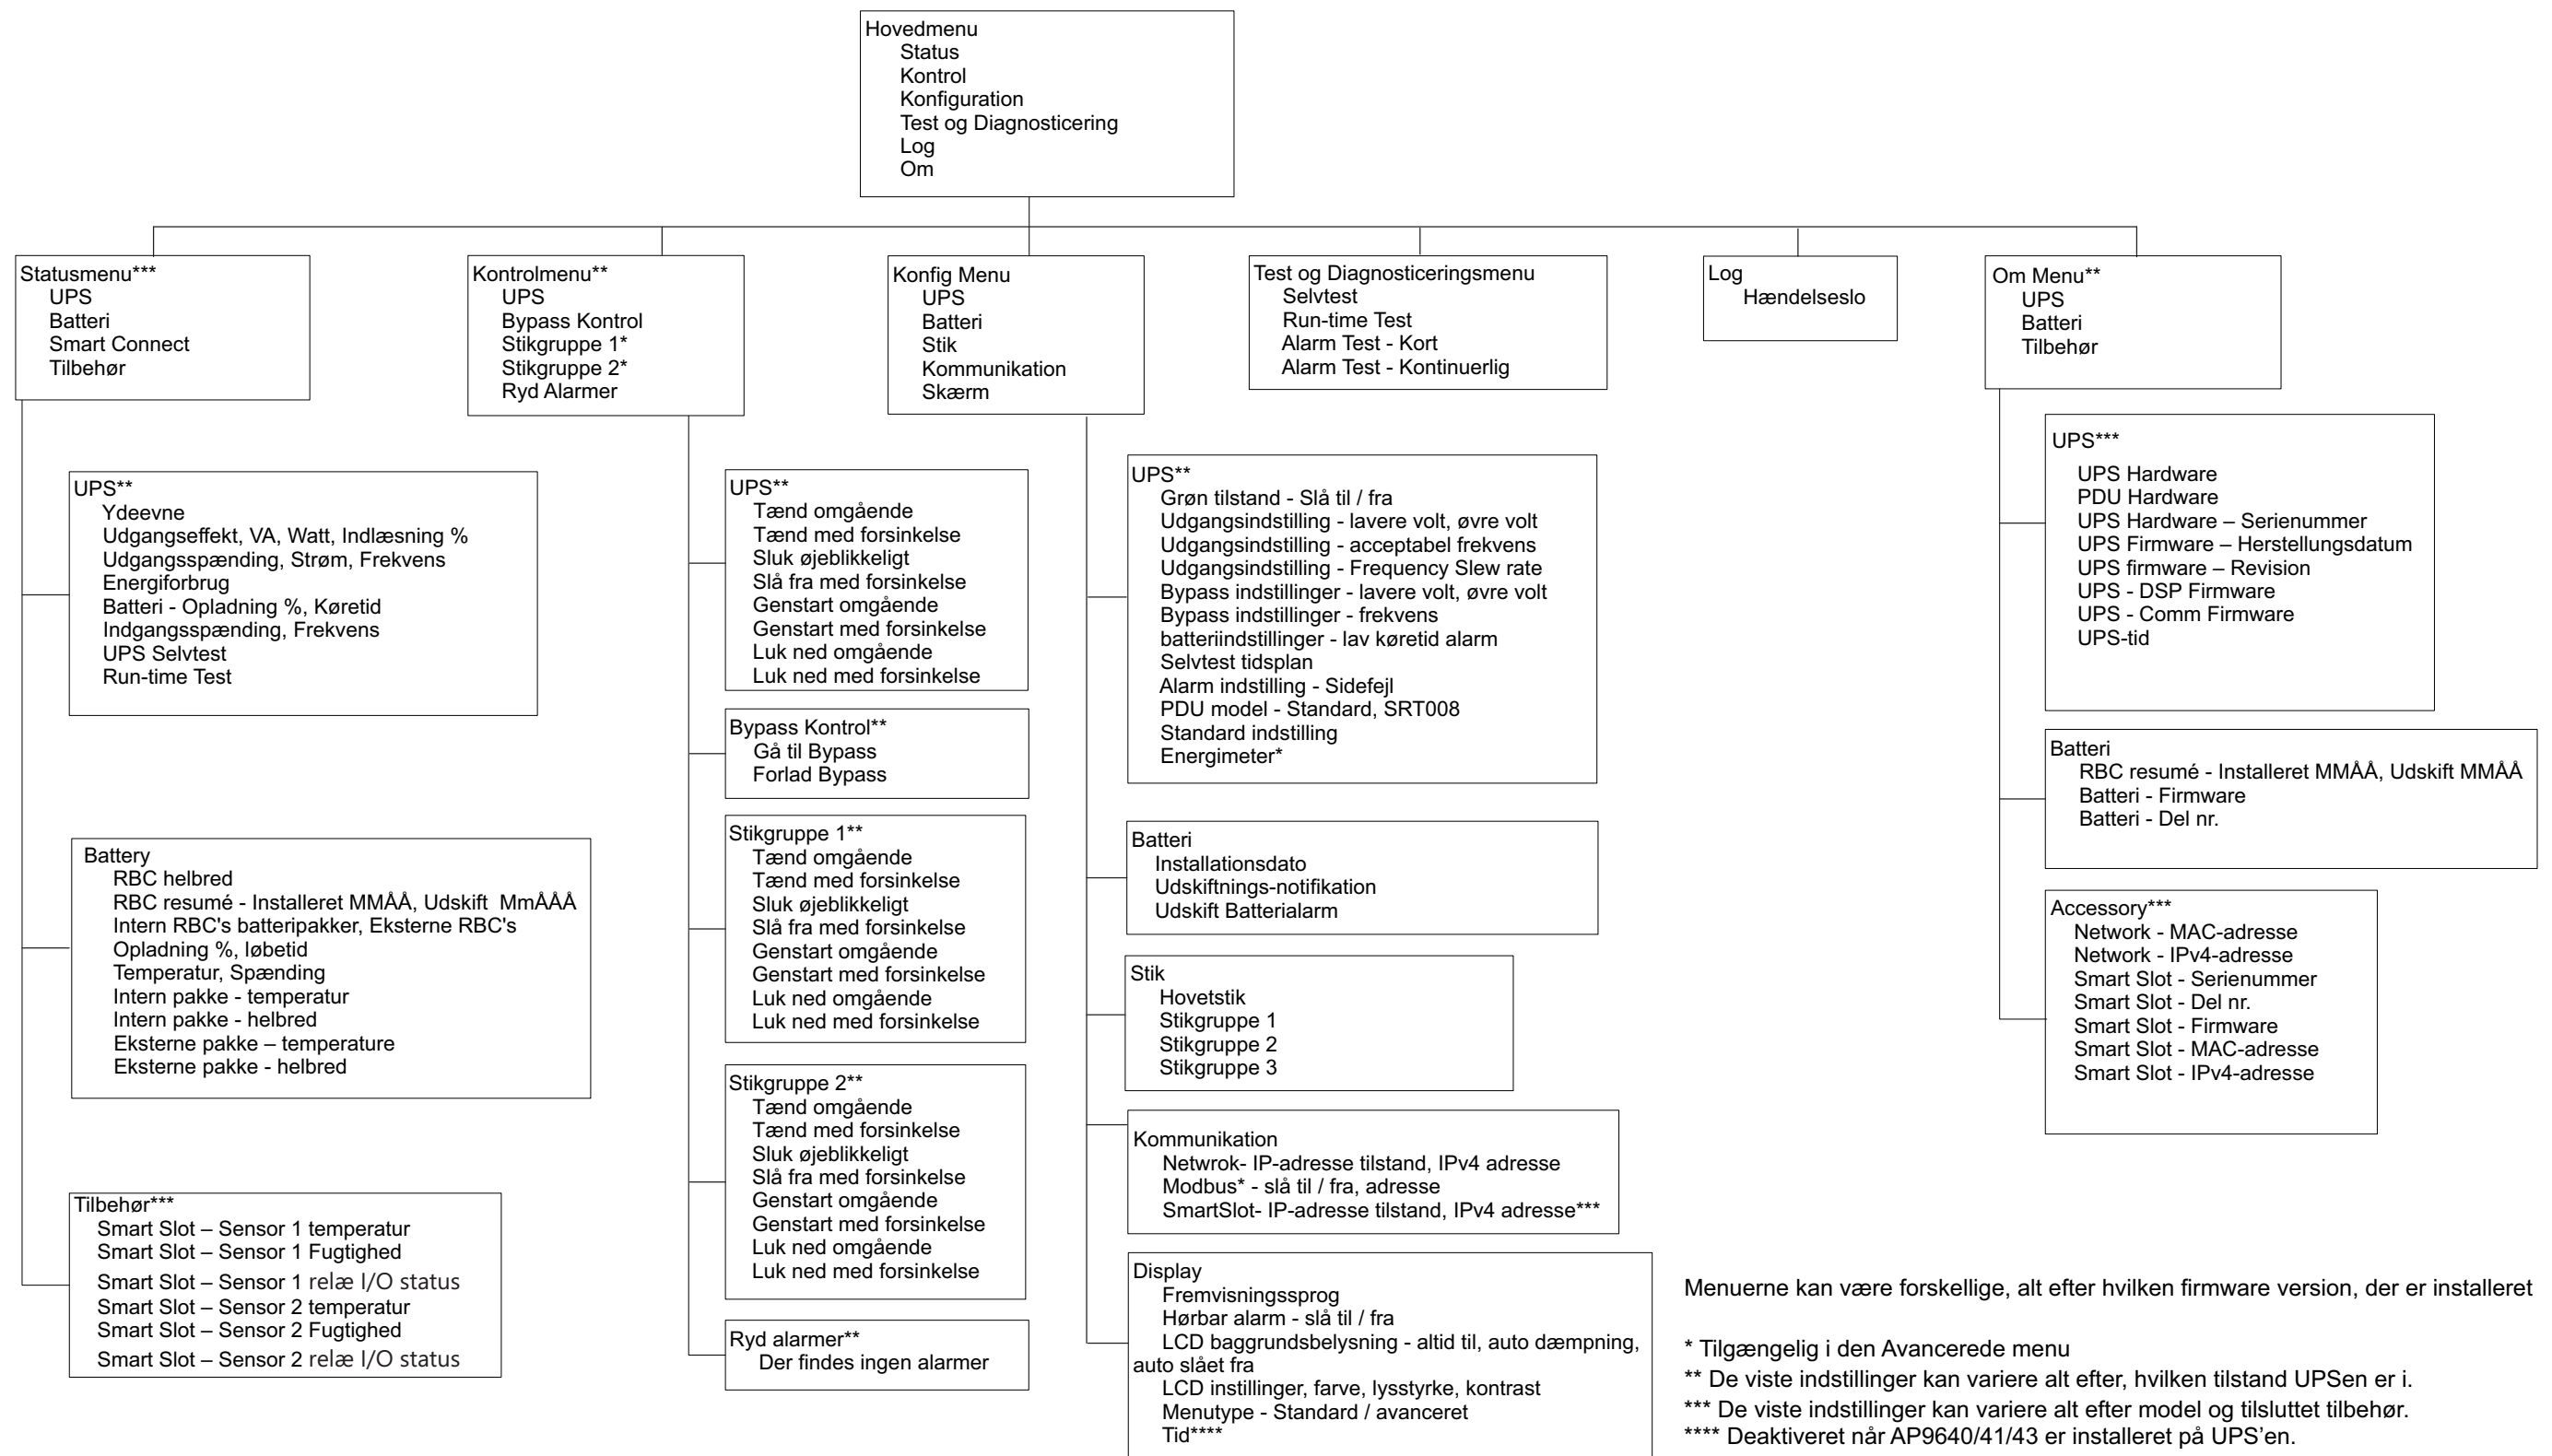 Hovedmenu
Status
Kontrol
Konfiguration
Test og Diagnosticering
Log
Om
Statusmenu***
UPS
Batteri
Smart Connect
Tilbehør
UPS**
Ydeevne
Udgangseffekt, VA, Watt, Indlæsning %
Udgangsspænding, Strøm, Frekvens
Energiforbrug
Batteri - Opladning %, Køretid
Indgangsspænding, Frekvens
UPS Selvtest
Run-time Test
Battery
RBC helbred
RBC resumé - Installeret MMÅÅ, Udskift  MmÅÅÅ
Intern RBC's batteripakker, Eksterne RBC's
Opladning %, løbetid
Temperatur, Spænding
Intern pakke - temperatur
Intern pakke - helbred
Eksterne pakke – temperature
Eksterne pakke - helbred
Tilbehør***
Smart Slot – Sensor 1 temperatur
Smart Slot – Sensor 1 Fugtighed
Smart Slot – Sensor 1 relæ I/O status
Smart Slot – Sensor 2 temperatur
Smart Slot – Sensor 2 Fugtighed
Smart Slot – Sensor 2 relæ I/O status
Kontrolmenu**
UPS
Bypass Kontrol
Stikgruppe 1*
Stikgruppe 2*
Ryd Alarmer
UPS**
Tænd omgående
Tænd med forsinkelse
Sluk øjeblikkeligt
Slå fra med forsinkelse
Genstart omgående
Genstart med forsinkelse
Luk ned omgående
Luk ned med forsinkelse
Bypass Kontrol**
Gå til Bypass
Forlad Bypass
Stikgruppe 1**
Tænd omgående
Tænd med forsinkelse
Sluk øjeblikkeligt
Slå fra med forsinkelse
Genstart omgående
Genstart med forsinkelse
Luk ned omgående
Luk ned med forsinkelse
Stikgruppe 2**
Tænd omgående
Tænd med forsinkelse
Sluk øjeblikkeligt
Slå fra med forsinkelse
Genstart omgående
Genstart med forsinkelse
Luk ned omgående
Luk ned med forsinkelse
Ryd alarmer**
Der findes ingen alarmer
Konfig Menu
UPS
Batteri
Stik
Kommunikation
Skærm
UPS**
Grøn tilstand - Slå til / fra
Udgangsindstilling - lavere volt, øvre volt
Udgangsindstilling - acceptabel frekvens
Udgangsindstilling - Frequency Slew rate
Bypass indstillinger - lavere volt, øvre volt
Bypass indstillinger - frekvens
batteriindstillinger - lav køretid alarm
Selvtest tidsplan
Alarm indstilling - Sidefejl
PDU model - Standard, SRT008
Standard indstilling
Energimeter*
Batteri
Installationsdato
Udskiftnings-notifikation
Udskift Batterialarm
Stik
Hovetstik
Stikgruppe 1
Stikgruppe 2
Stikgruppe 3
Kommunikation
Netwrok- IP-adresse tilstand, IPv4 adresse
Modbus* - slå til / fra, adresse
SmartSlot- IP-adresse tilstand, IPv4 adresse***
Display
Fremvisningssprog
Hørbar alarm - slå til / fra
LCD baggrundsbelysning - altid til, auto dæmpning,
auto slået fra
LCD instillinger, farve, lysstyrke, kontrast
Menutype - Standard / avanceret
Tid****
Test og Diagnosticeringsmenu
Selvtest
Run-time Test
Alarm Test - Kort
Alarm Test - Kontinuerlig
Log
Hændelseslo
Om Menu**
UPS
Batteri
Tilbehør
UPS***
UPS Hardware
PDU Hardware
UPS Hardware – Serienummer
UPS Firmware – Herstellungsdatum
UPS firmware – Revision
UPS - DSP Firmware
UPS - Comm Firmware
UPS-tid
Batteri
RBC resumé - Installeret MMÅÅ, Udskift MMÅÅ
Batteri - Firmware
Batteri - Del nr.
Accessory***
Network - MAC-adresse
Network - IPv4-adresse
Smart Slot - Serienummer
Smart Slot - Del nr.
Smart Slot - Firmware
Smart Slot - MAC-adresse
Smart Slot - IPv4-adresse
Menuerne kan være forskellige, alt efter hvilken firmware version, der er installeret
* Tilgængelig i den Avancerede menu
** De viste indstillinger kan variere alt efter, hvilken tilstand UPSen er i.
*** De viste indstillinger kan variere alt efter model og tilsluttet tilbehør.
**** Deaktiveret når AP9640/41/43 er installeret på UPS’en.